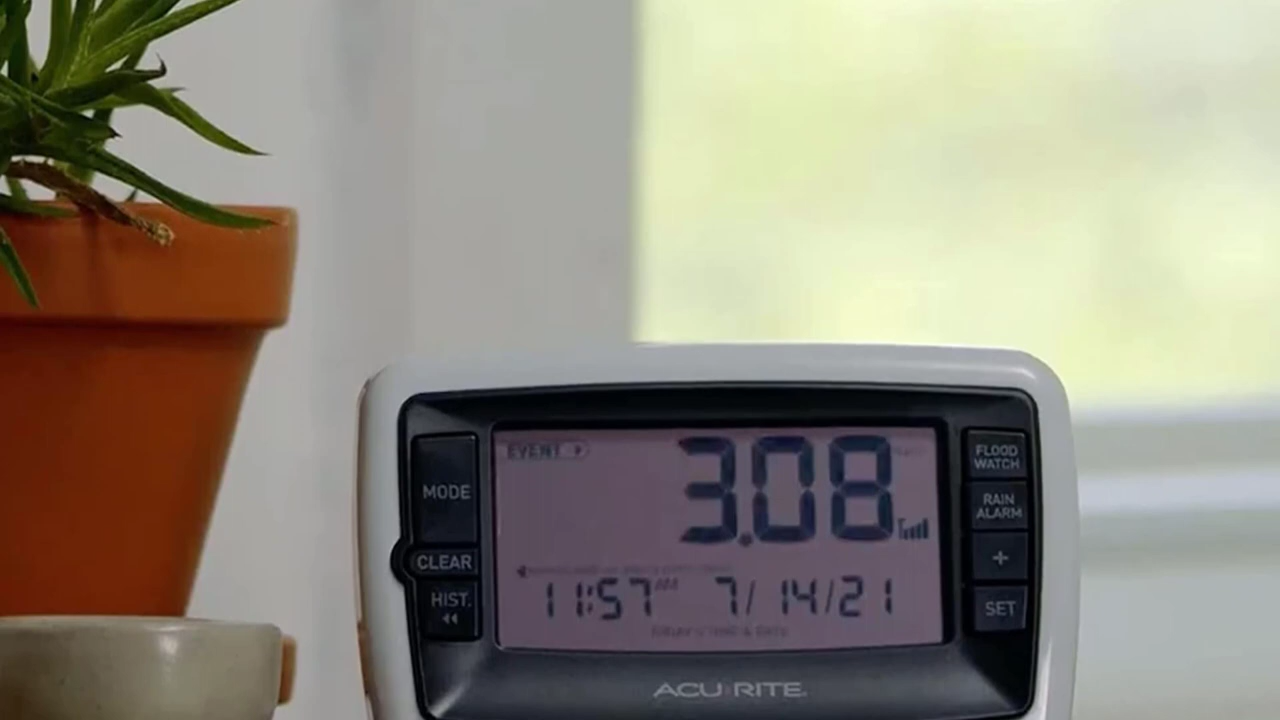 EVENT
3.08
11:57 AM 7/14/21
MODE
CLEAR
HIST.
FLOOD
WATCH
RAIN
ALARM
+
SET
ACU RITE